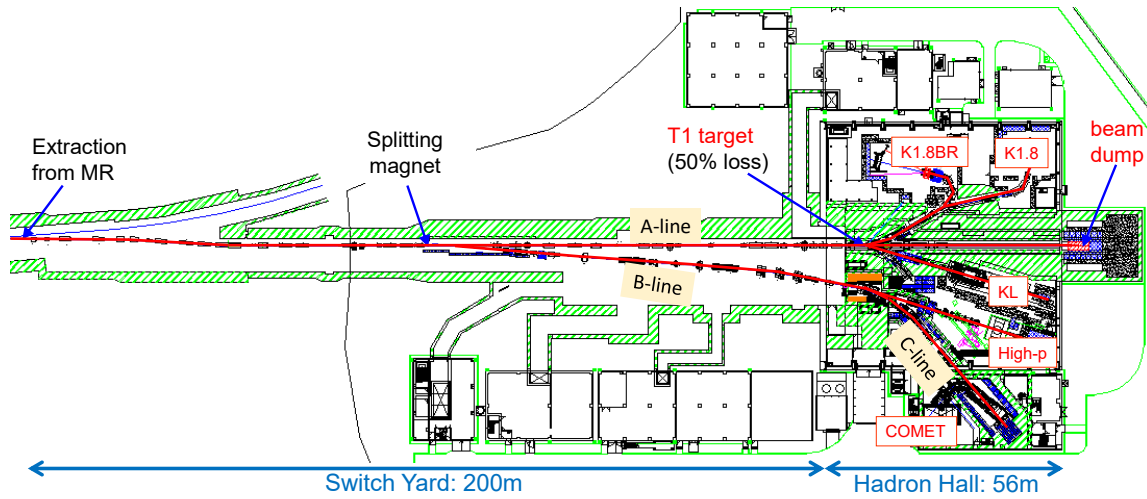 Extraction
from MR
Splitting
magnet
T1 target
(50% loss)
K1.8BR
K1.8
beam
dump
A-line
B-line
KL
High-p
C-line
COMET
Switch Yard: 200m
Hadron Hall: 56m